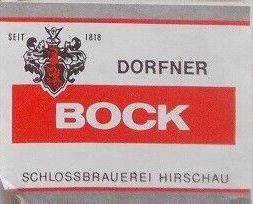 SEIT 1818
DORFNER
BOCK
SCHLOSSBRAUEREI HIRSCHAU